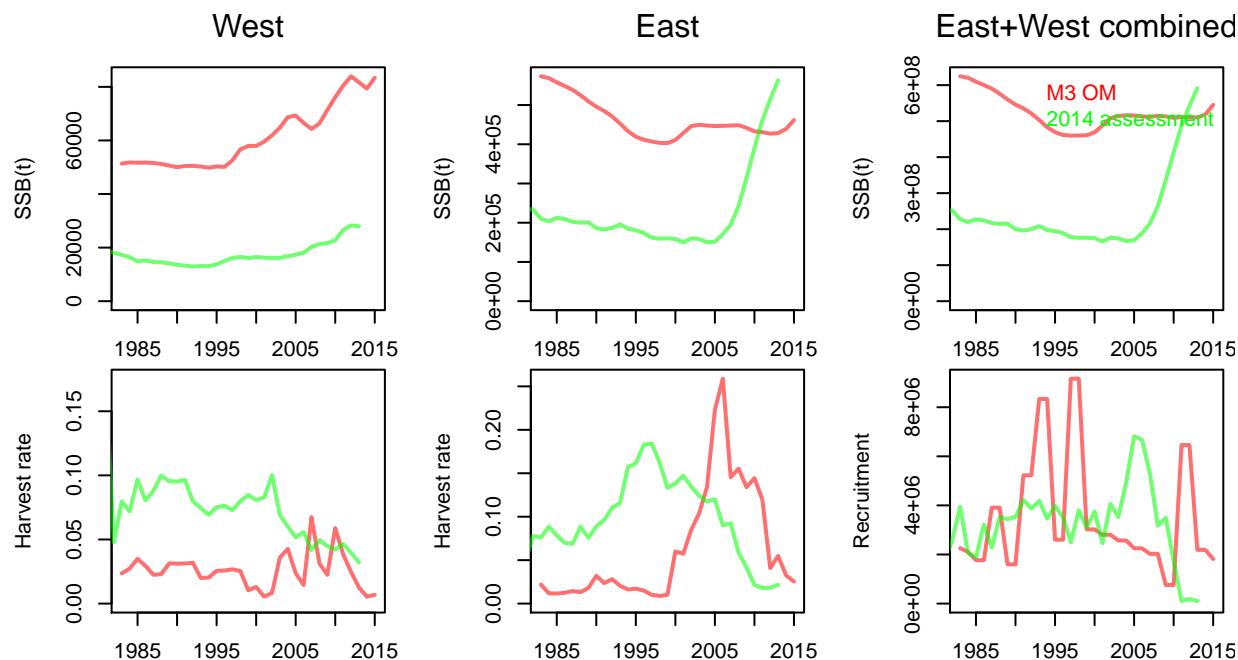 West
East
East+West combined
SSB(t)
0
20000
60000
1985
1995
2005
2015
SSB(t)
0e+00
2e+05
4e+05
1985
1995
2005
2015
SSB(t)
0e+00
3e+08
6e+08
M3 OM
2014 assessment
1985
1995
2005
2015
Harvest rate
0.00
0.05
0.10
0.15
1985
1995
2005
2015
Harvest rate
0.00
0.10
0.20
1985
1995
2005
2015
Recruitment
0e+00
4e+06
8e+06
1985
1995
2005
2015